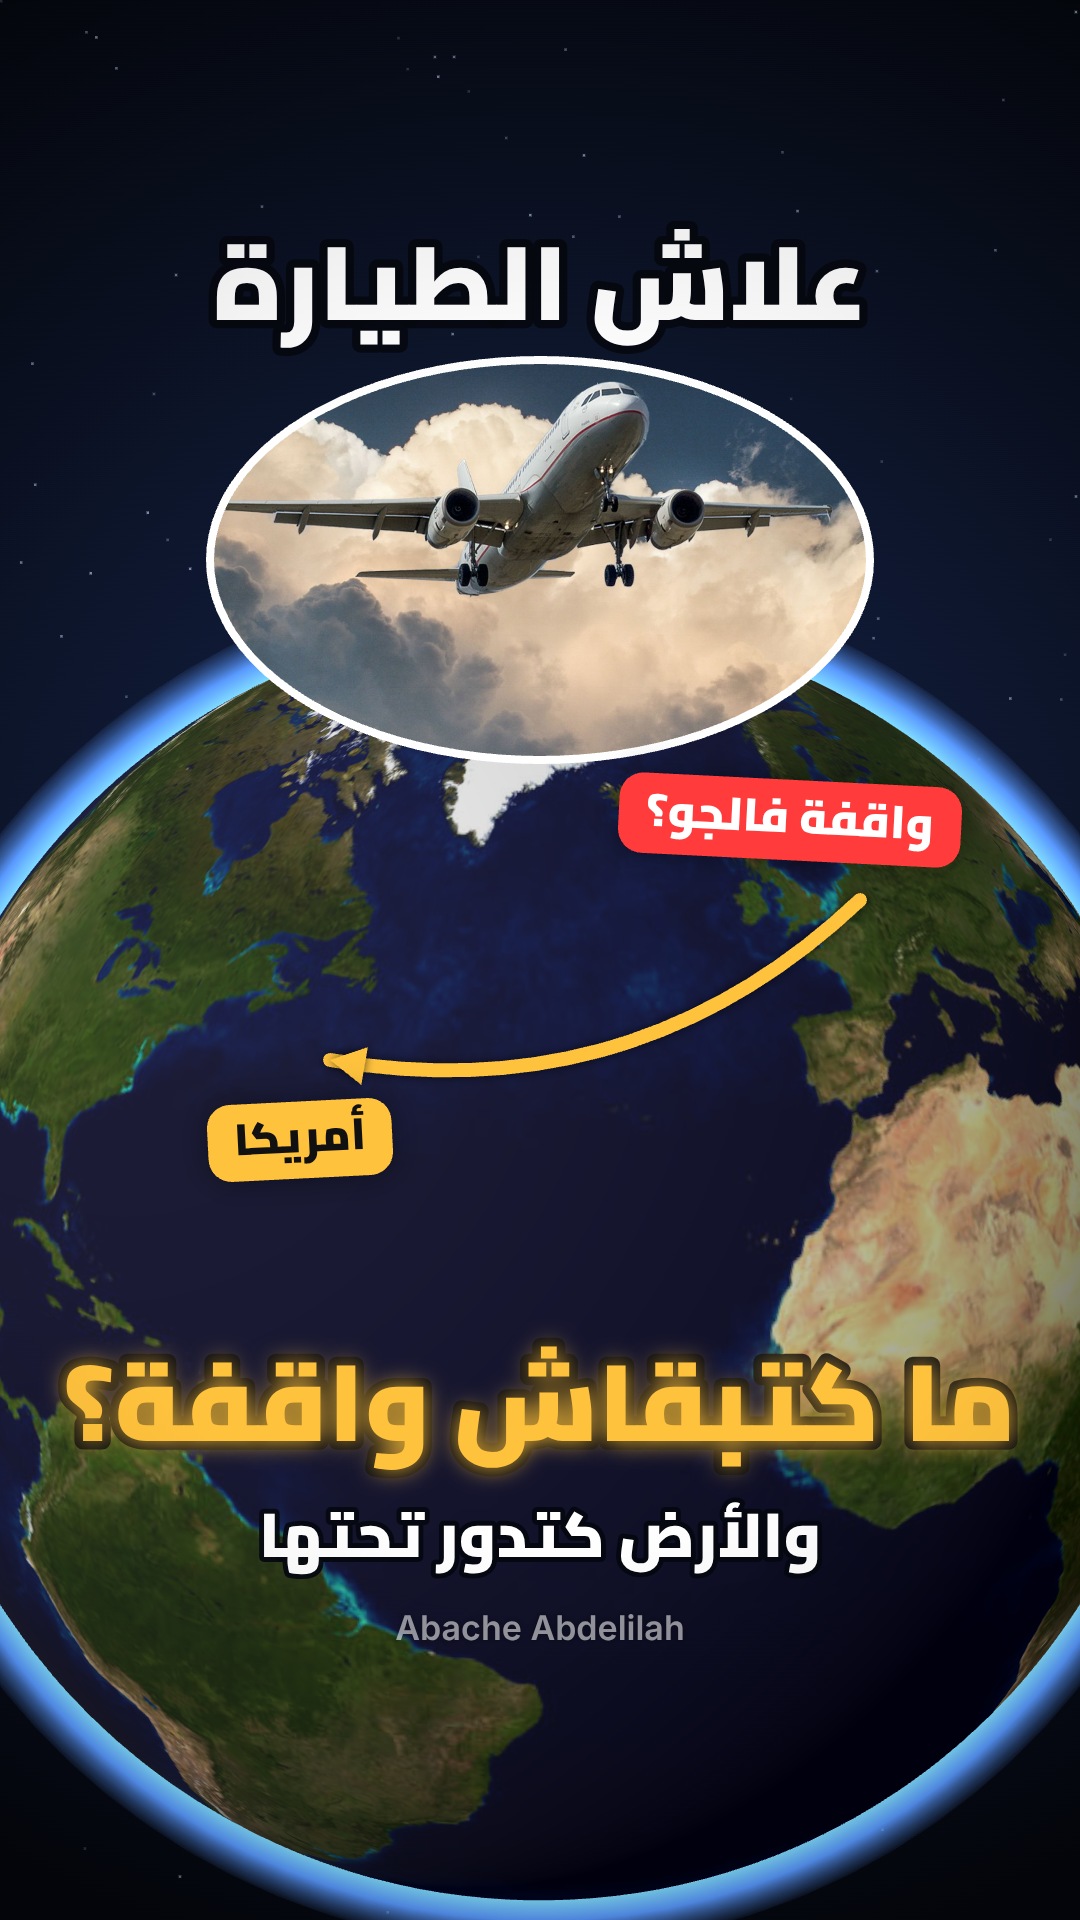 علاش الطيارة
واقفة فالجو؟
أمريكا
ما كتبقاش واقفة؟
والأرض كتدور تحتها
Abache Abdelilah